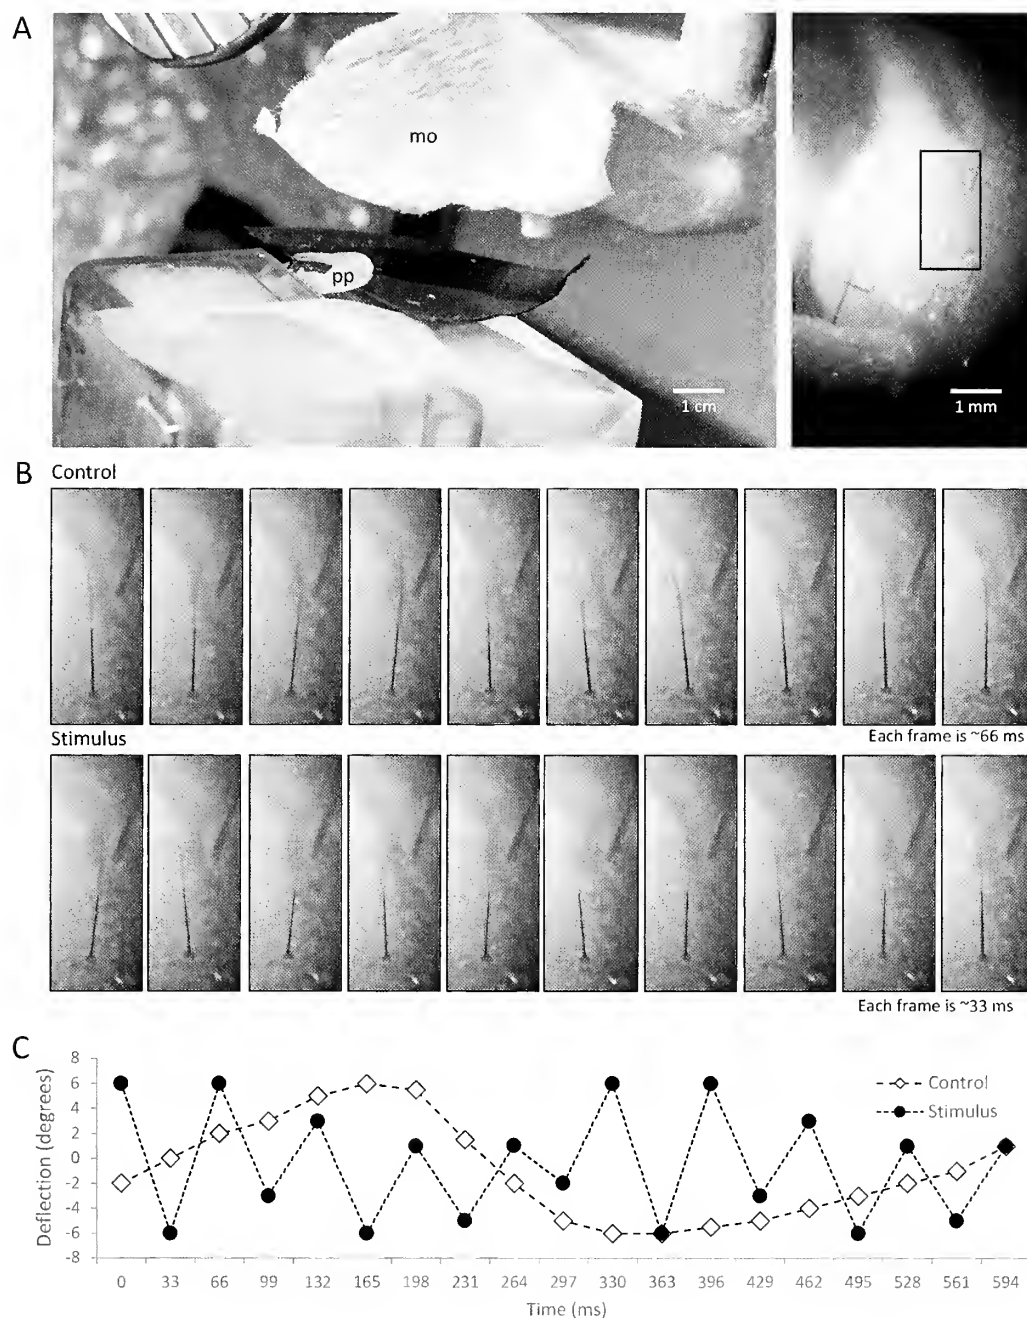 A
mo
pp
1 cm
1 mm
B
Control
Each frame is ~66 ms
Stimulus
Each frame is ~33 ms
C
8
6
4
2
0
-2
-4
-6
-8
Deflection (degrees)
Control
Stimulus
0 33 66 99 132 165 198 231 264 297 330 363 396 429 462 495 528 561 594
Time (ms)